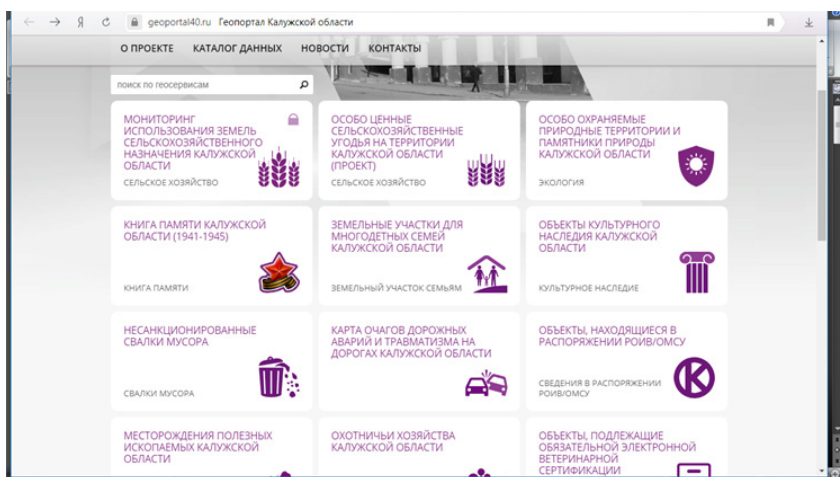 geoportal40.ru Геопортал Калужской области
О ПРОЕКТЕ КАТАЛОГ ДАННЫХ НОВОСТИ КОНТАКТЫ
поиск по геосервисам
МОНИТОРИНГ
ИСПОЛЬЗОВАНИЯ ЗЕМЕЛЬ
СЕЛЬСКОХОЗЯЙСТВЕННОГО
НАЗНАЧЕНИЯ КАЛУЖСКОЙ
ОБЛАСТИ
СЕЛЬСКОЕ ХОЗЯЙСТВО
ОСОБО ЦЕННЫЕ
СЕЛЬСКОХОЗЯЙСТВЕННЫЕ
УГОДЬЯ НА ТЕРРИТОРИИ
КАЛУЖСКОЙ ОБЛАСТИ
(ПРОЕКТ)
СЕЛЬСКОЕ ХОЗЯЙСТВО
ОСОБО ОХРАНЯЕМЫЕ
ПРИРОДНЫЕ ТЕРРИТОРИИ И
ПАМЯТНИКИ ПРИРОДЫ
КАЛУЖСКОЙ ОБЛАСТИ
ЭКОЛОГИЯ
КНИГА ПАМЯТИ КАЛУЖСКОЙ
ОБЛАСТИ (1941-1945)
КНИГА ПАМЯТИ
ЗЕМЕЛЬНЫЕ УЧАСТКИ ДЛЯ
МНОГОДЕТНЫХ СЕМЕЙ
КАЛУЖСКОЙ ОБЛАСТИ
ЗЕМЕЛЬНЫЙ УЧАСТОК СЕМЬЯМ
ОБЪЕКТЫ КУЛЬТУРНОГО
НАСЛЕДИЯ КАЛУЖСКОЙ
ОБЛАСТИ
КУЛЬТУРНОЕ НАСЛЕДИЕ
НЕСАНКЦИОНИРОВАННЫЕ
СВАЛКИ МУСОРА
СВАЛКИ МУСОРА
КАРТА ОЧАГОВ ДОРОЖНЫХ
АВАРИЙ И ТРАВМАТИЗМА НА
ДОРОГАХ КАЛУЖСКОЙ ОБЛАСТИ
ОБЪЕКТЫ, НАХОДЯЩИЕСЯ В
РАСПОРЯЖЕНИИ РОИВ/ОМСУ
СВЕДЕНИЯ В РАСПОРЯЖЕНИИ
РОИВ/ОМСУ
МЕСТОРОЖДЕНИЯ ПОЛЕЗНЫХ
ИСКОПАЕМЫХ КАЛУЖСКОЙ
ОБЛАСТИ
ОХОТНИЧЬИ ХОЗЯЙСТВА
КАЛУЖСКОЙ ОБЛАСТИ
ОБЪЕКТЫ, ПОДЛЕЖАЩИЕ
ОБЯЗАТЕЛЬНОЙ ЭЛЕКТРОННОЙ
ВЕТЕРИНАРНОЙ
СЕРТИФИКАЦИИ